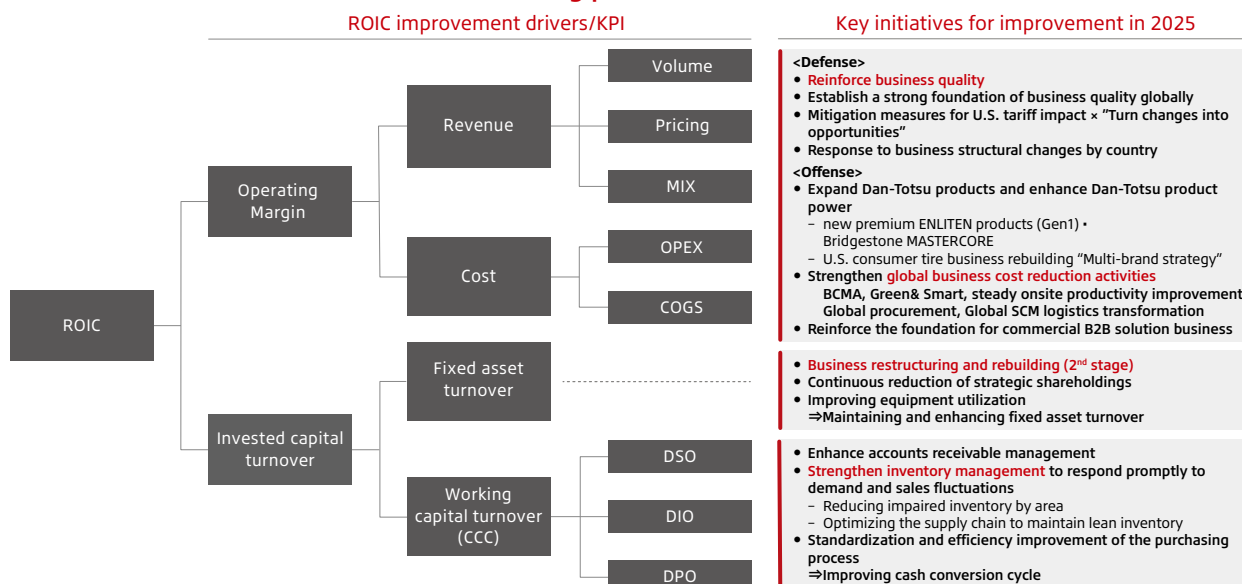 ROIC improvement drivers/KPI
Key initiatives for improvement in 2025
ROIC
Operating
Margin
Invested capital
turnover
Revenue
Cost
Fixed asset
turnover
Working
capital turnover
(CCC)
Volume
Pricing
MIX
OPEX
COGS
DSO
DIO
DPO
<Defense>
• Reinforce business quality
• Establish a strong foundation of business quality globally
• Mitigation measures for U.S. tariff impact × "Turn changes into
opportunities"
• Response to business structural changes by country
<Offense>
• Expand Dan-Totsu products and enhance Dan-Totsu product
power
– new premium ENLITEN products (Gen1) •
Bridgestone MASTERCORE
– U.S. consumer tire business rebuilding "Multi-brand strategy"
• Strengthen global business cost reduction activities
BCMA, Green& Smart, steady onsite productivity improvement
Global procurement, Global SCM logistics transformation
• Reinforce the foundation for commercial B2B solution business
• Business restructuring and rebuilding (2nd stage)
• Continuous reduction of strategic shareholdings
• Improving equipment utilization
⇒Maintaining and enhancing fixed asset turnover
• Enhance accounts receivable management
• Strengthen inventory management to respond promptly to
demand and sales fluctuations
– Reducing impaired inventory by area
– Optimizing the supply chain to maintain lean inventory
• Standardization and efficiency improvement of the purchasing
process
⇒Improving cash conversion cycle